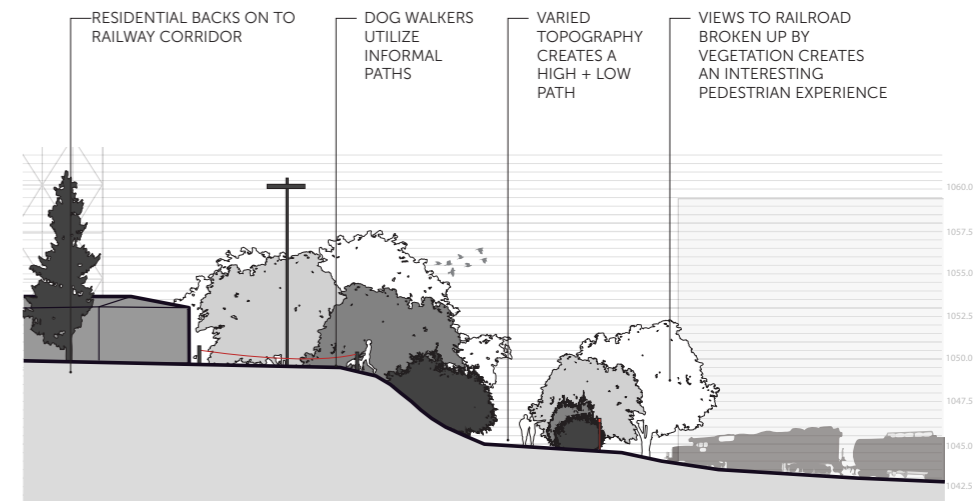 RESIDENTIAL BACKS ON TO
RAILWAY CORRIDOR
DOG WALKERS
UTILIZE
INFORMAL
PATHS
VARIED
TOPOGRAPHY
CREATES A
HIGH + LOW
PATH
VIEWS TO RAILROAD
BROKEN UP BY
VEGETATION CREATES
AN INTERESTING
PEDESTRIAN EXPERIENCE
1060.0
1057.5
1055.0
1052.5
1050.0
1047.5
1045.0
1042.5